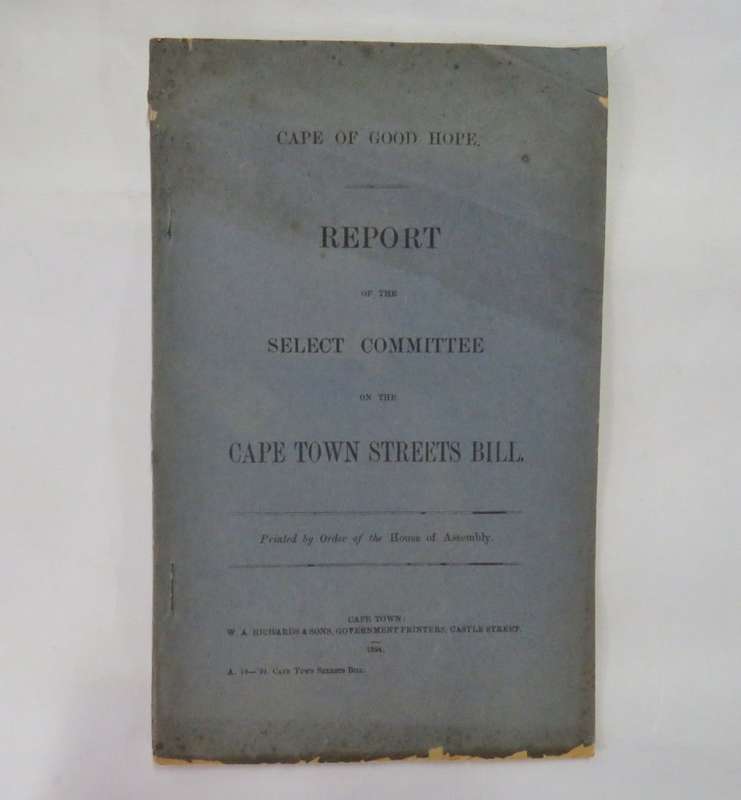 CAPE OF GOOD HOPE.
REPORT
OF THE
SELECT COMMITTEE
ON THE
CAPE TOWN STREETS BILL.
Printed by Order of the House of Assembly.
CAPE TOWN:
W. A. RICHARDS & SONS, GOVERNMENT PRINTERS, CASTLE STREET.
1894.
A. CAPE TOWN STREETS BILL.